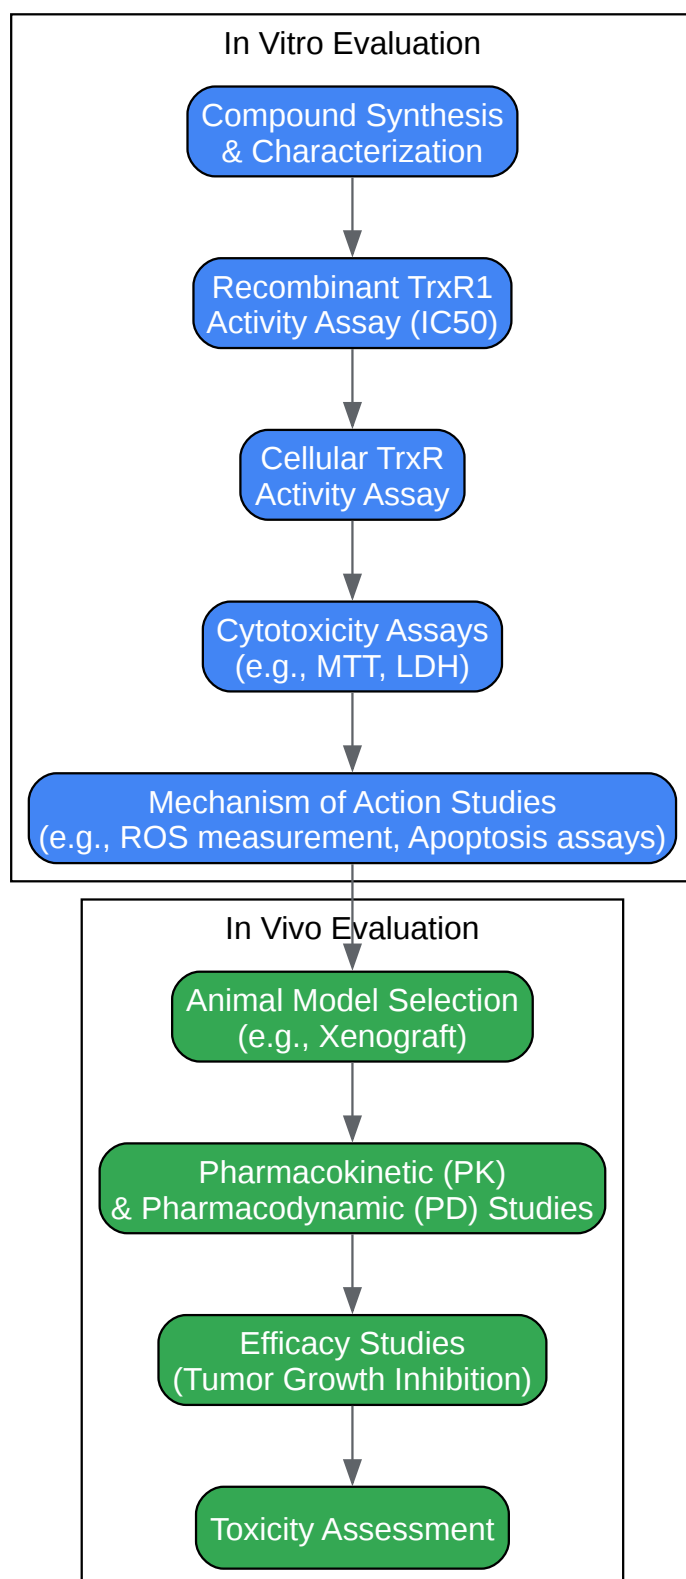 In Vitro Evaluation
Compound Synthesis
& Characterization
Recombinant TrxR1
Activity Assay (IC50)
Cellular TrxR
Activity Assay
Cytotoxicity Assays
(e.g., MTT, LDH)
Mechanism of Action Studies
(e.g., ROS measurement, Apoptosis assays)
In Vivo Evaluation
Animal Model Selection
(e.g., Xenograft)
Pharmacokinetic (PK)
& Pharmacodynamic (PD) Studies
Efficacy Studies
(Tumor Growth Inhibition)
Toxicity Assessment